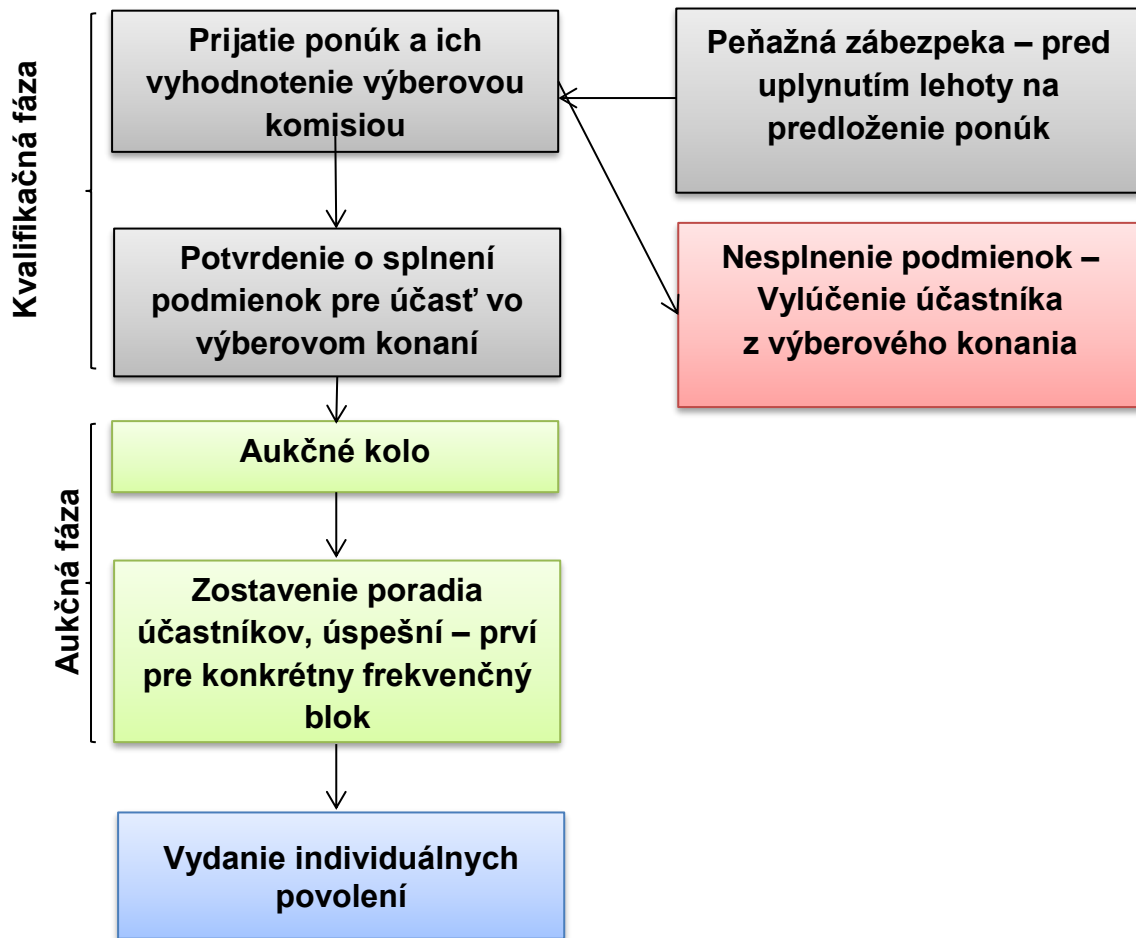 Kvalifikačná fáza
Prijatie ponúk a ich
vyhodnotenie výberovou
komisiou
Peňažná zábezpeka – pred
uplynutím lehoty na
predloženie ponúk
Potvrdenie o splnení
podmienok pre účasť vo
výberovom konaní
Nesplnenie podmienok –
Vylúčenie účastníka
z výberového konania
Aukčná fáza
Aukčné kolo
Zostavenie poradia
účastníkov, úspešní – prví
pre konkrétny frekvenčný
blok
Vydanie individuálnych
povolení